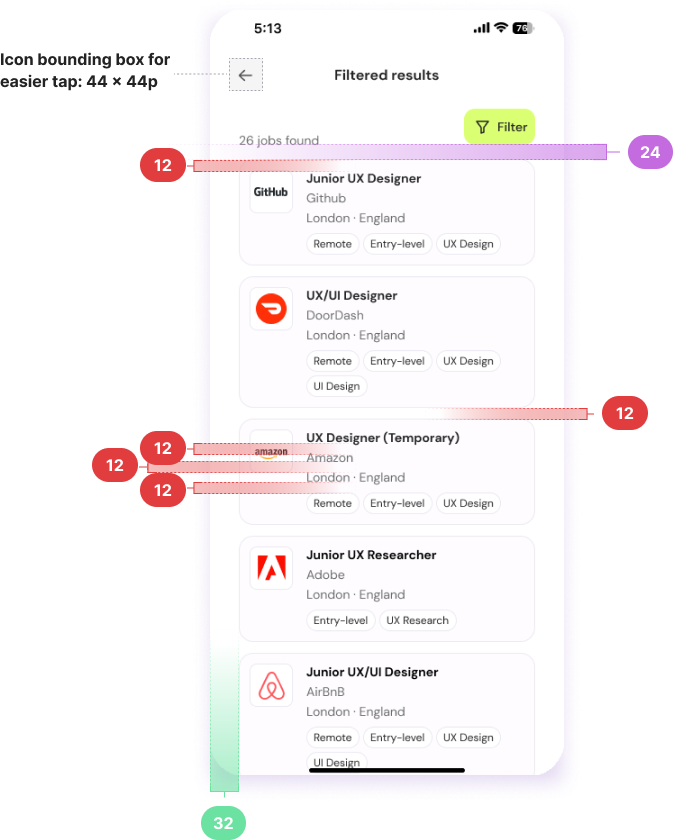 5:13
76
Icon bounding box for
easier tap: 44 × 44p
Filtered results
Filter
26 jobs found
24
12
GitHub
Junior UX Designer
Github
London · England
Remote Entry-level UX Design
UX/UI Designer
DoorDash
London · England
Remote Entry-level UX Design
UI Design
12
UX Designer (Temporary)
12
amazon
Amazon
12
London · England
12
Remote Entry-level UX Design
Junior UX Researcher
Adobe
London · England
Entry-level UX Research
Junior UX/UI Designer
AirBnB
London · England
Remote Entry-level UX Design
UI Design
32